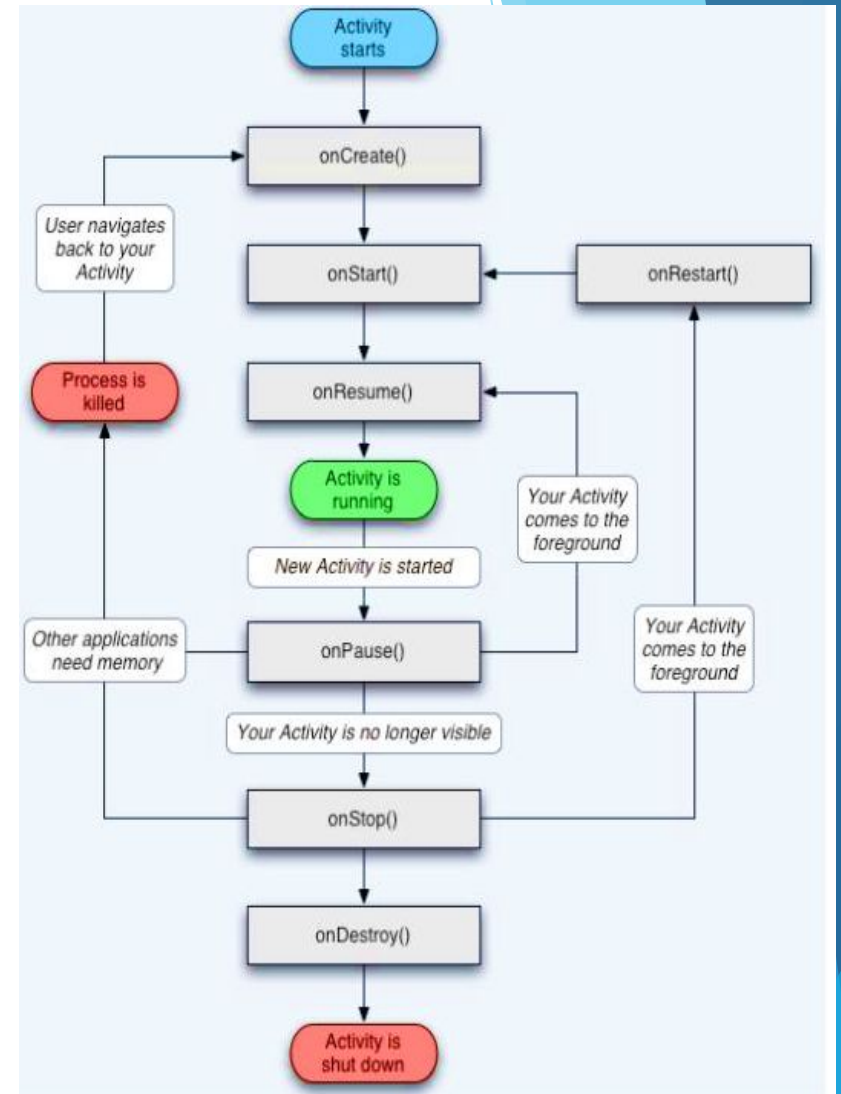 Activity
starts
onCreate()
User navigates
back to your
Activity
onStart()
onRestart()
Process is
killed
onResume()
Activity is
running
Your Activity
comes to the
foreground
New Activity is started
Other applications
need memory
onPause()
Your Activity
comes to the
foreground
Your Activity is no longer visible
onStop()
onDestroy()
Activity is
shut down